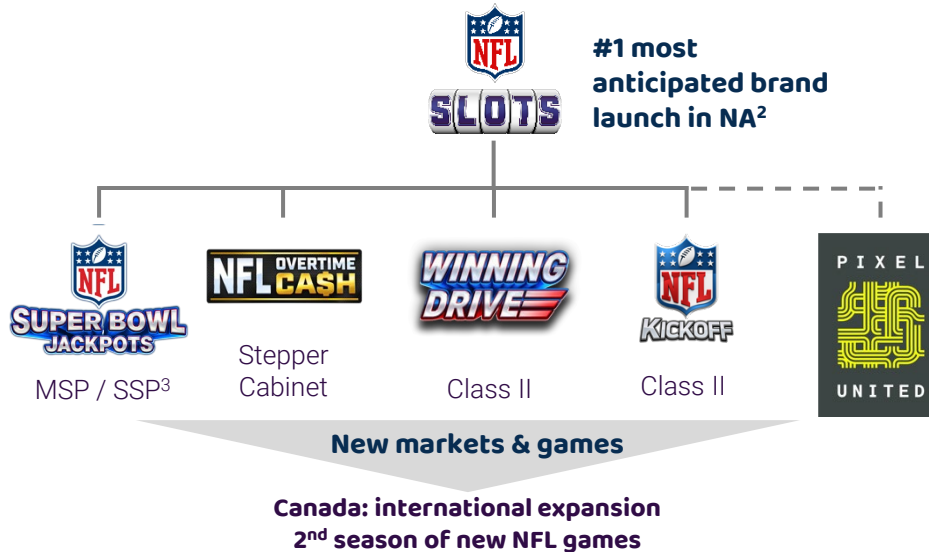 NFL
SLOTS
#1 most
anticipated brand
launch in NA²
NFL
SUPER BOWL
JACKPOTS
MSP / SSP³
NFL OVERTIME
CA$H
Stepper
Cabinet
WINNING
DRIVE
Class II
NFL
KICKOFF
Class II
PIXEL
UNITED
New markets & games
Canada: international expansion
2nd season of new NFL games